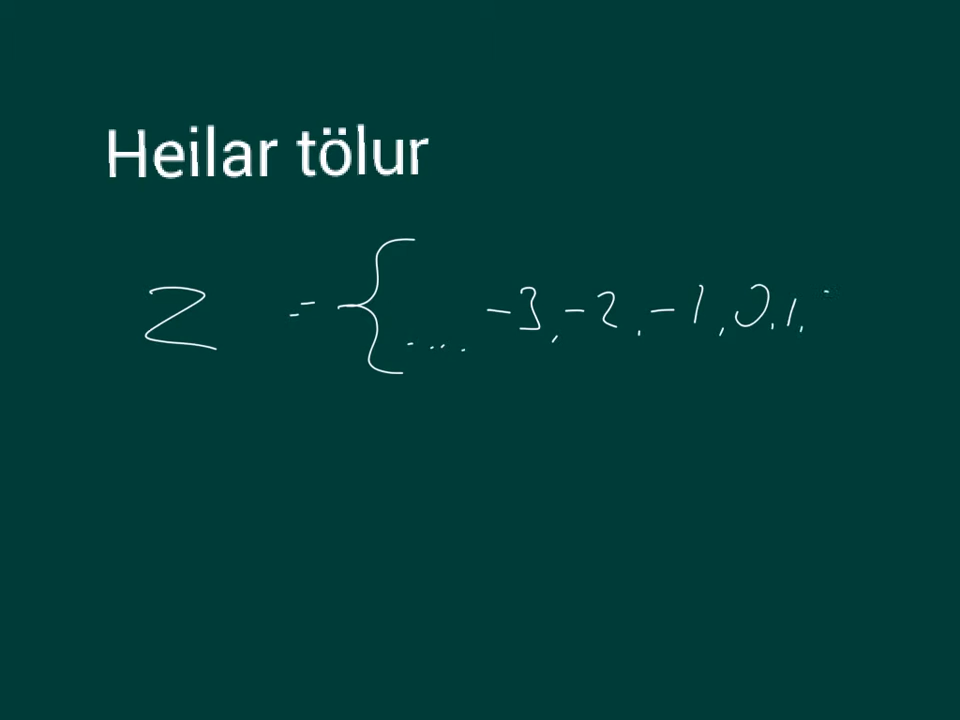 Heilar tölur
Z = { .... -3, -2, -1, 0, 1,